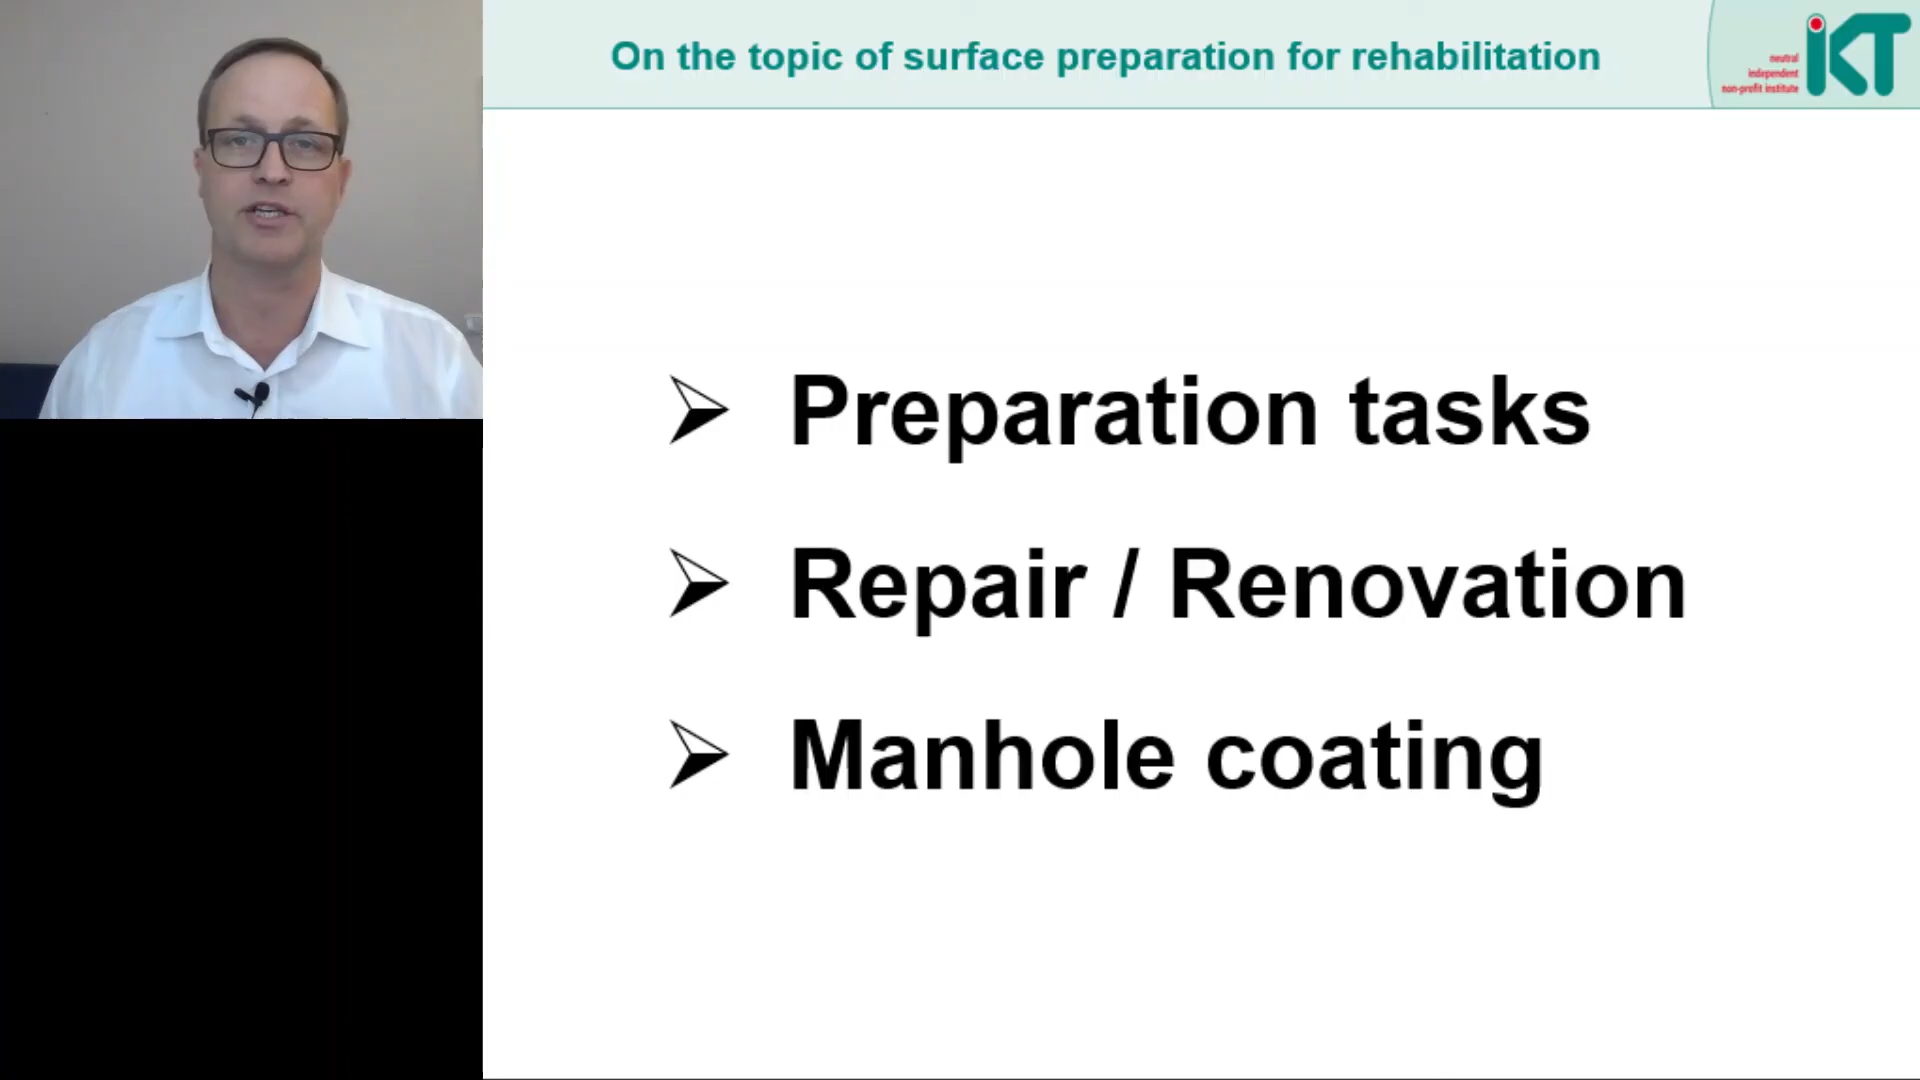 On the topic of surface preparation for rehabilitation
neutral
independent
non-profit institute
iKT
Preparation tasks
Repair / Renovation
Manhole coating